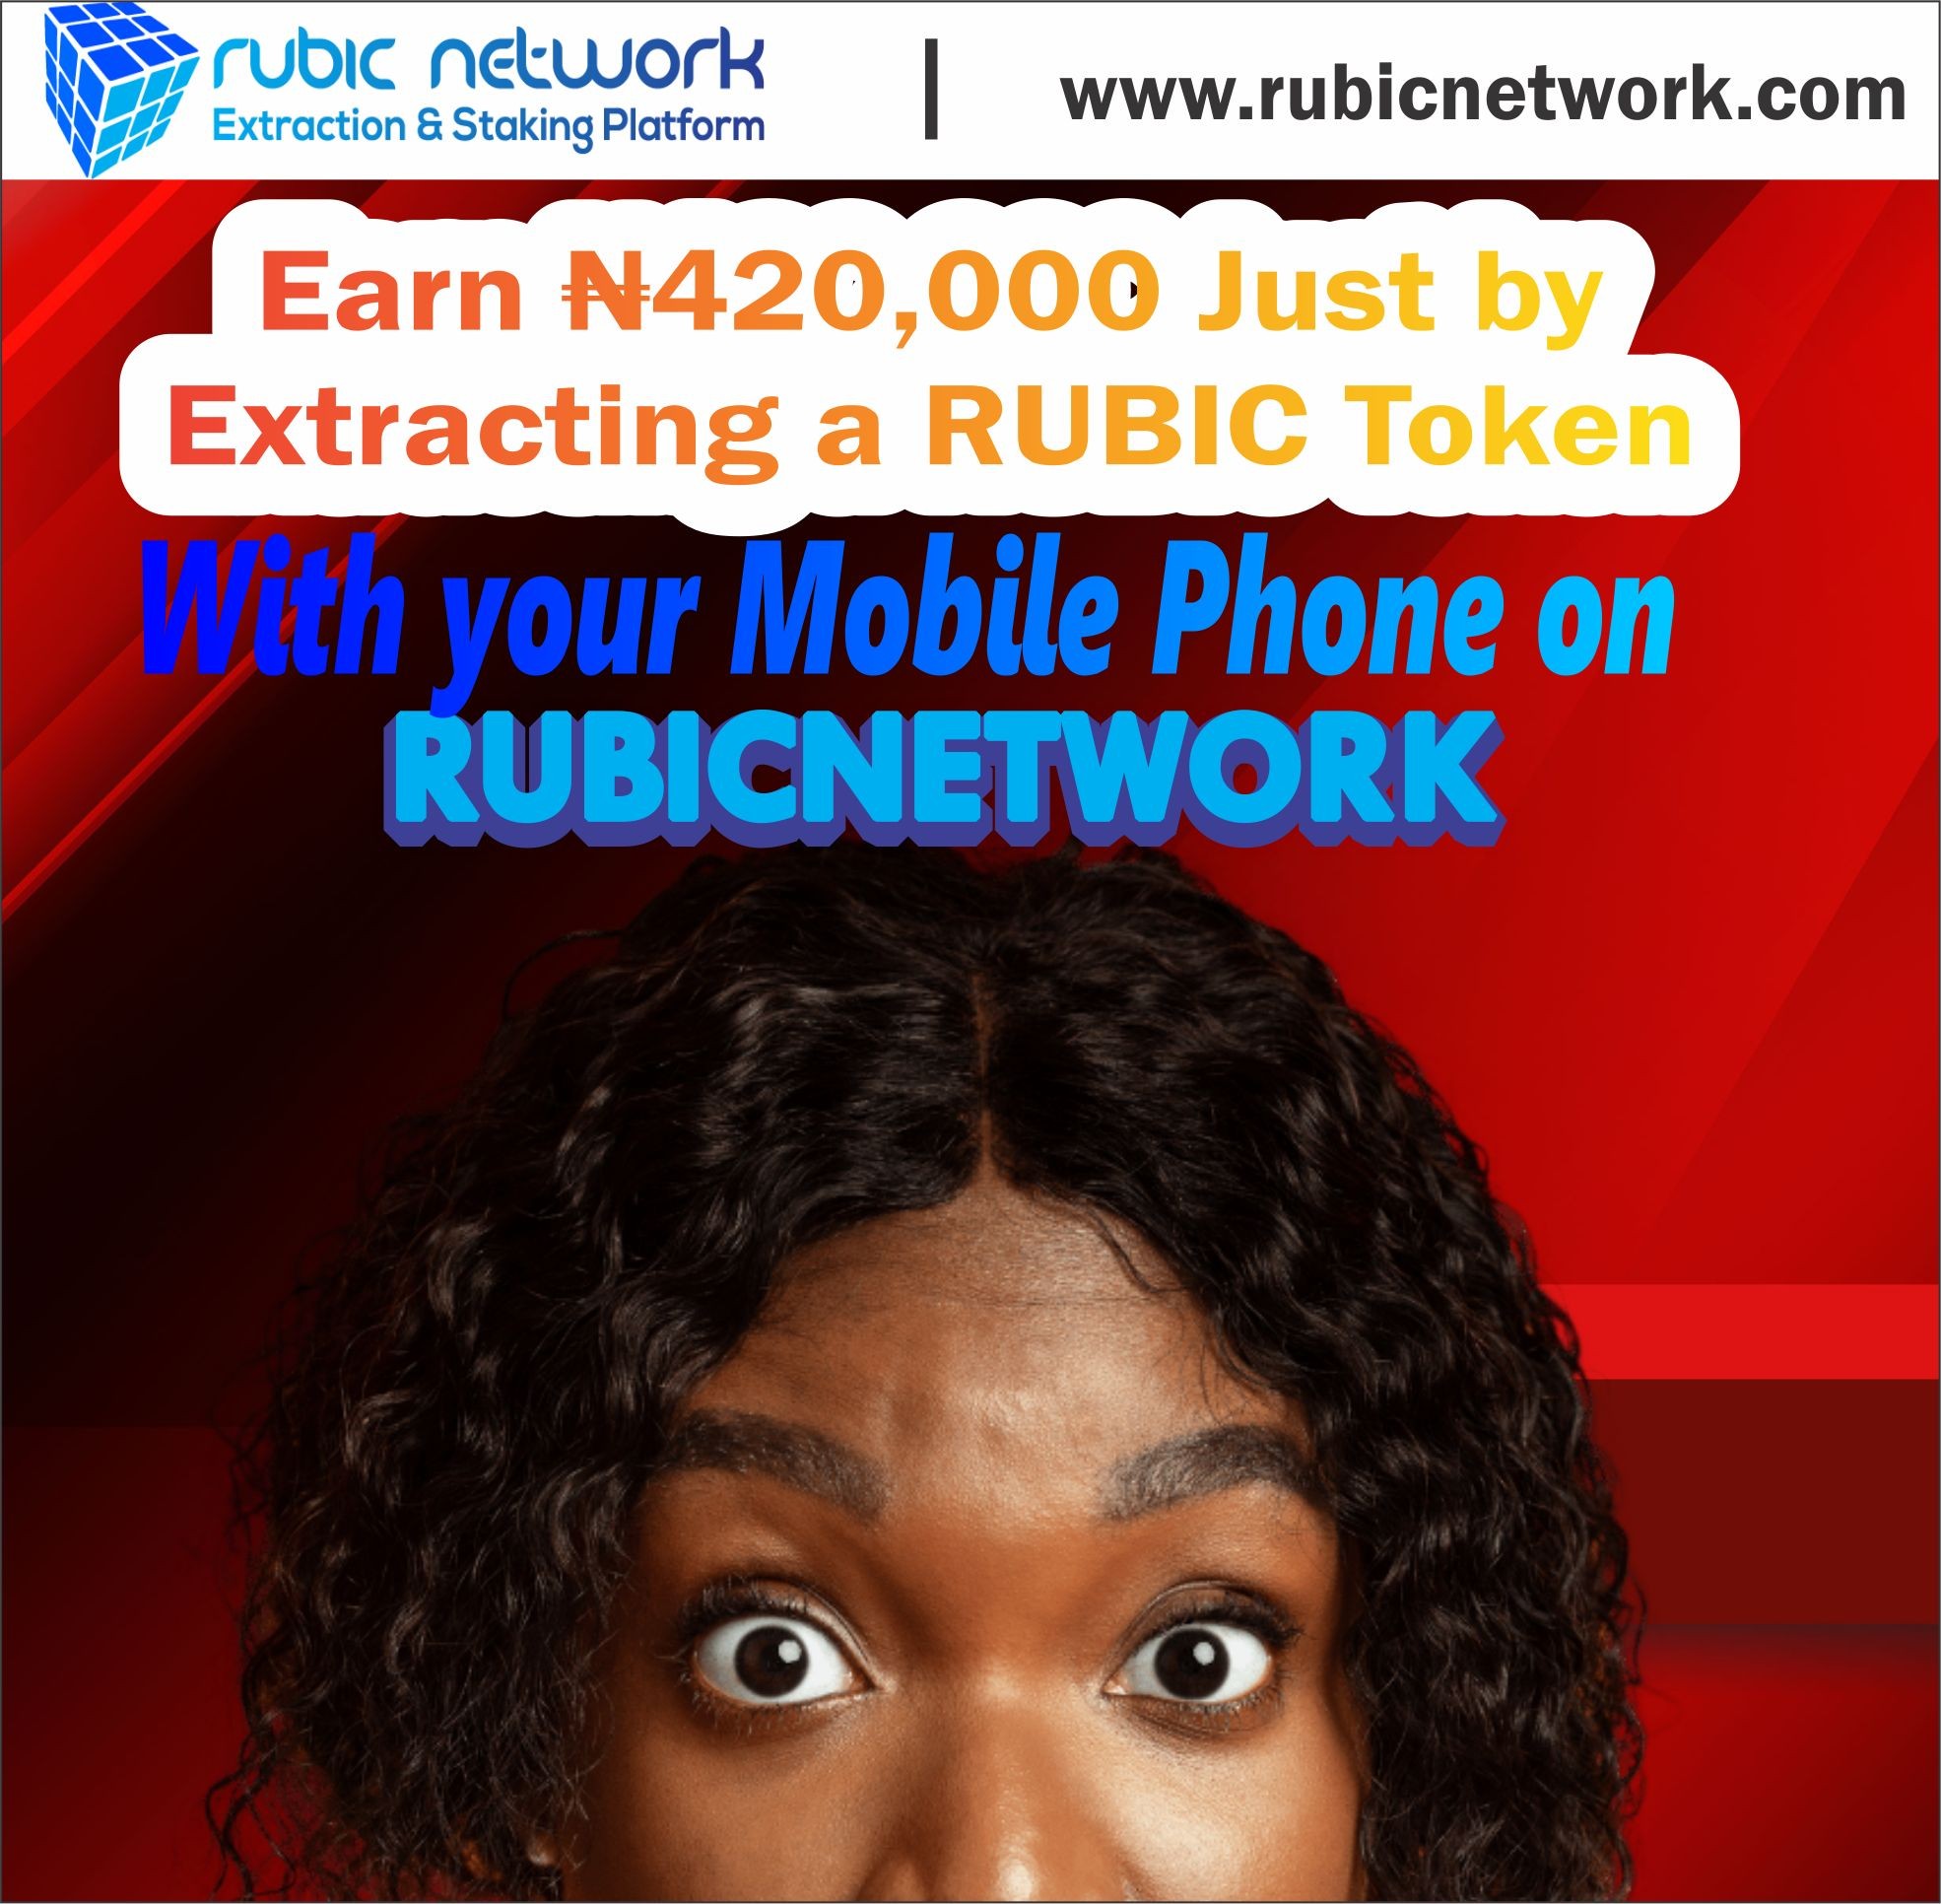 rubic network
Extraction & Staking Platform
www.rubicnetwork.com
Earn ₦420,000 Just by
Extracting a RUBIC Token
With your Mobile Phone on
RUBICNETWORK